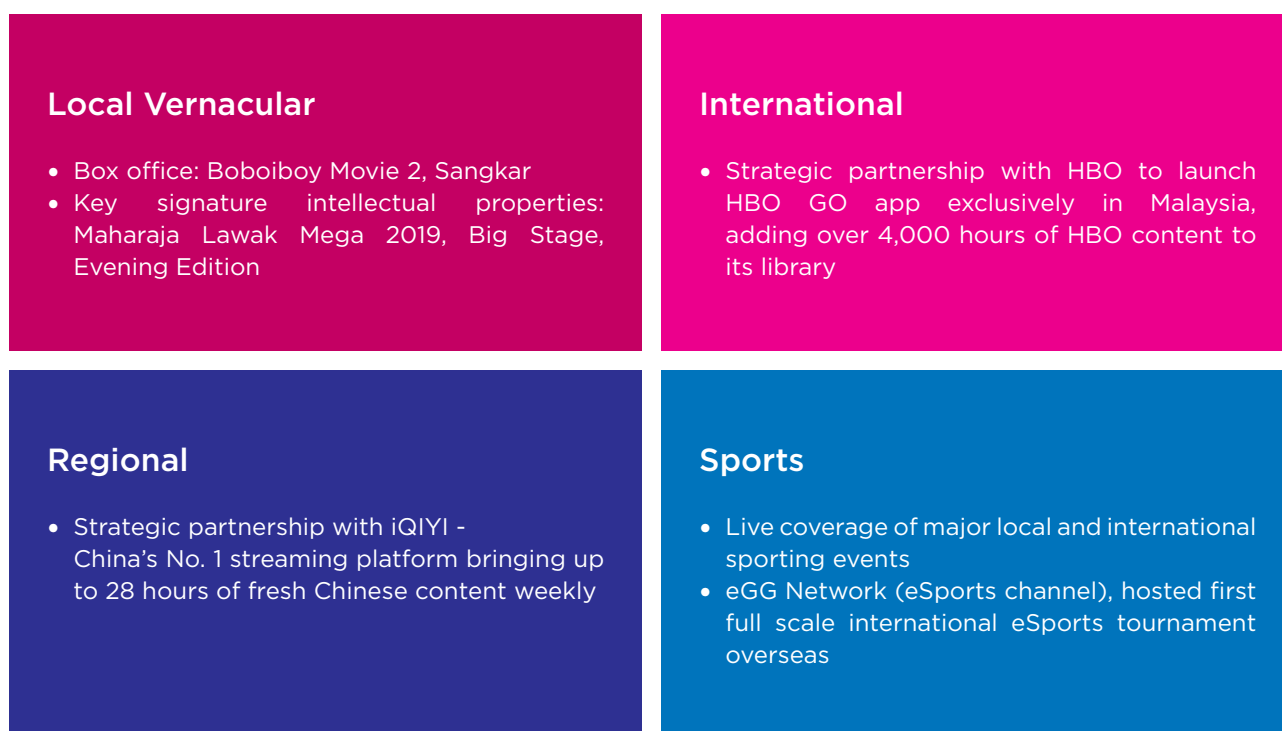 Local Vernacular
• Box office: Boboiboy Movie 2, Sangkar
• Key signature intellectual properties:
Maharaja Lawak Mega 2019, Big Stage,
Evening Edition
International
• Strategic partnership with HBO to launch
HBO GO app exclusively in Malaysia,
adding over 4,000 hours of HBO content to
its library
Regional
• Strategic partnership with iQIYI -
China’s No. 1 streaming platform bringing up
to 28 hours of fresh Chinese content weekly
Sports
• Live coverage of major local and international
sporting events
• eGG Network (eSports channel), hosted first
full scale international eSports tournament
overseas